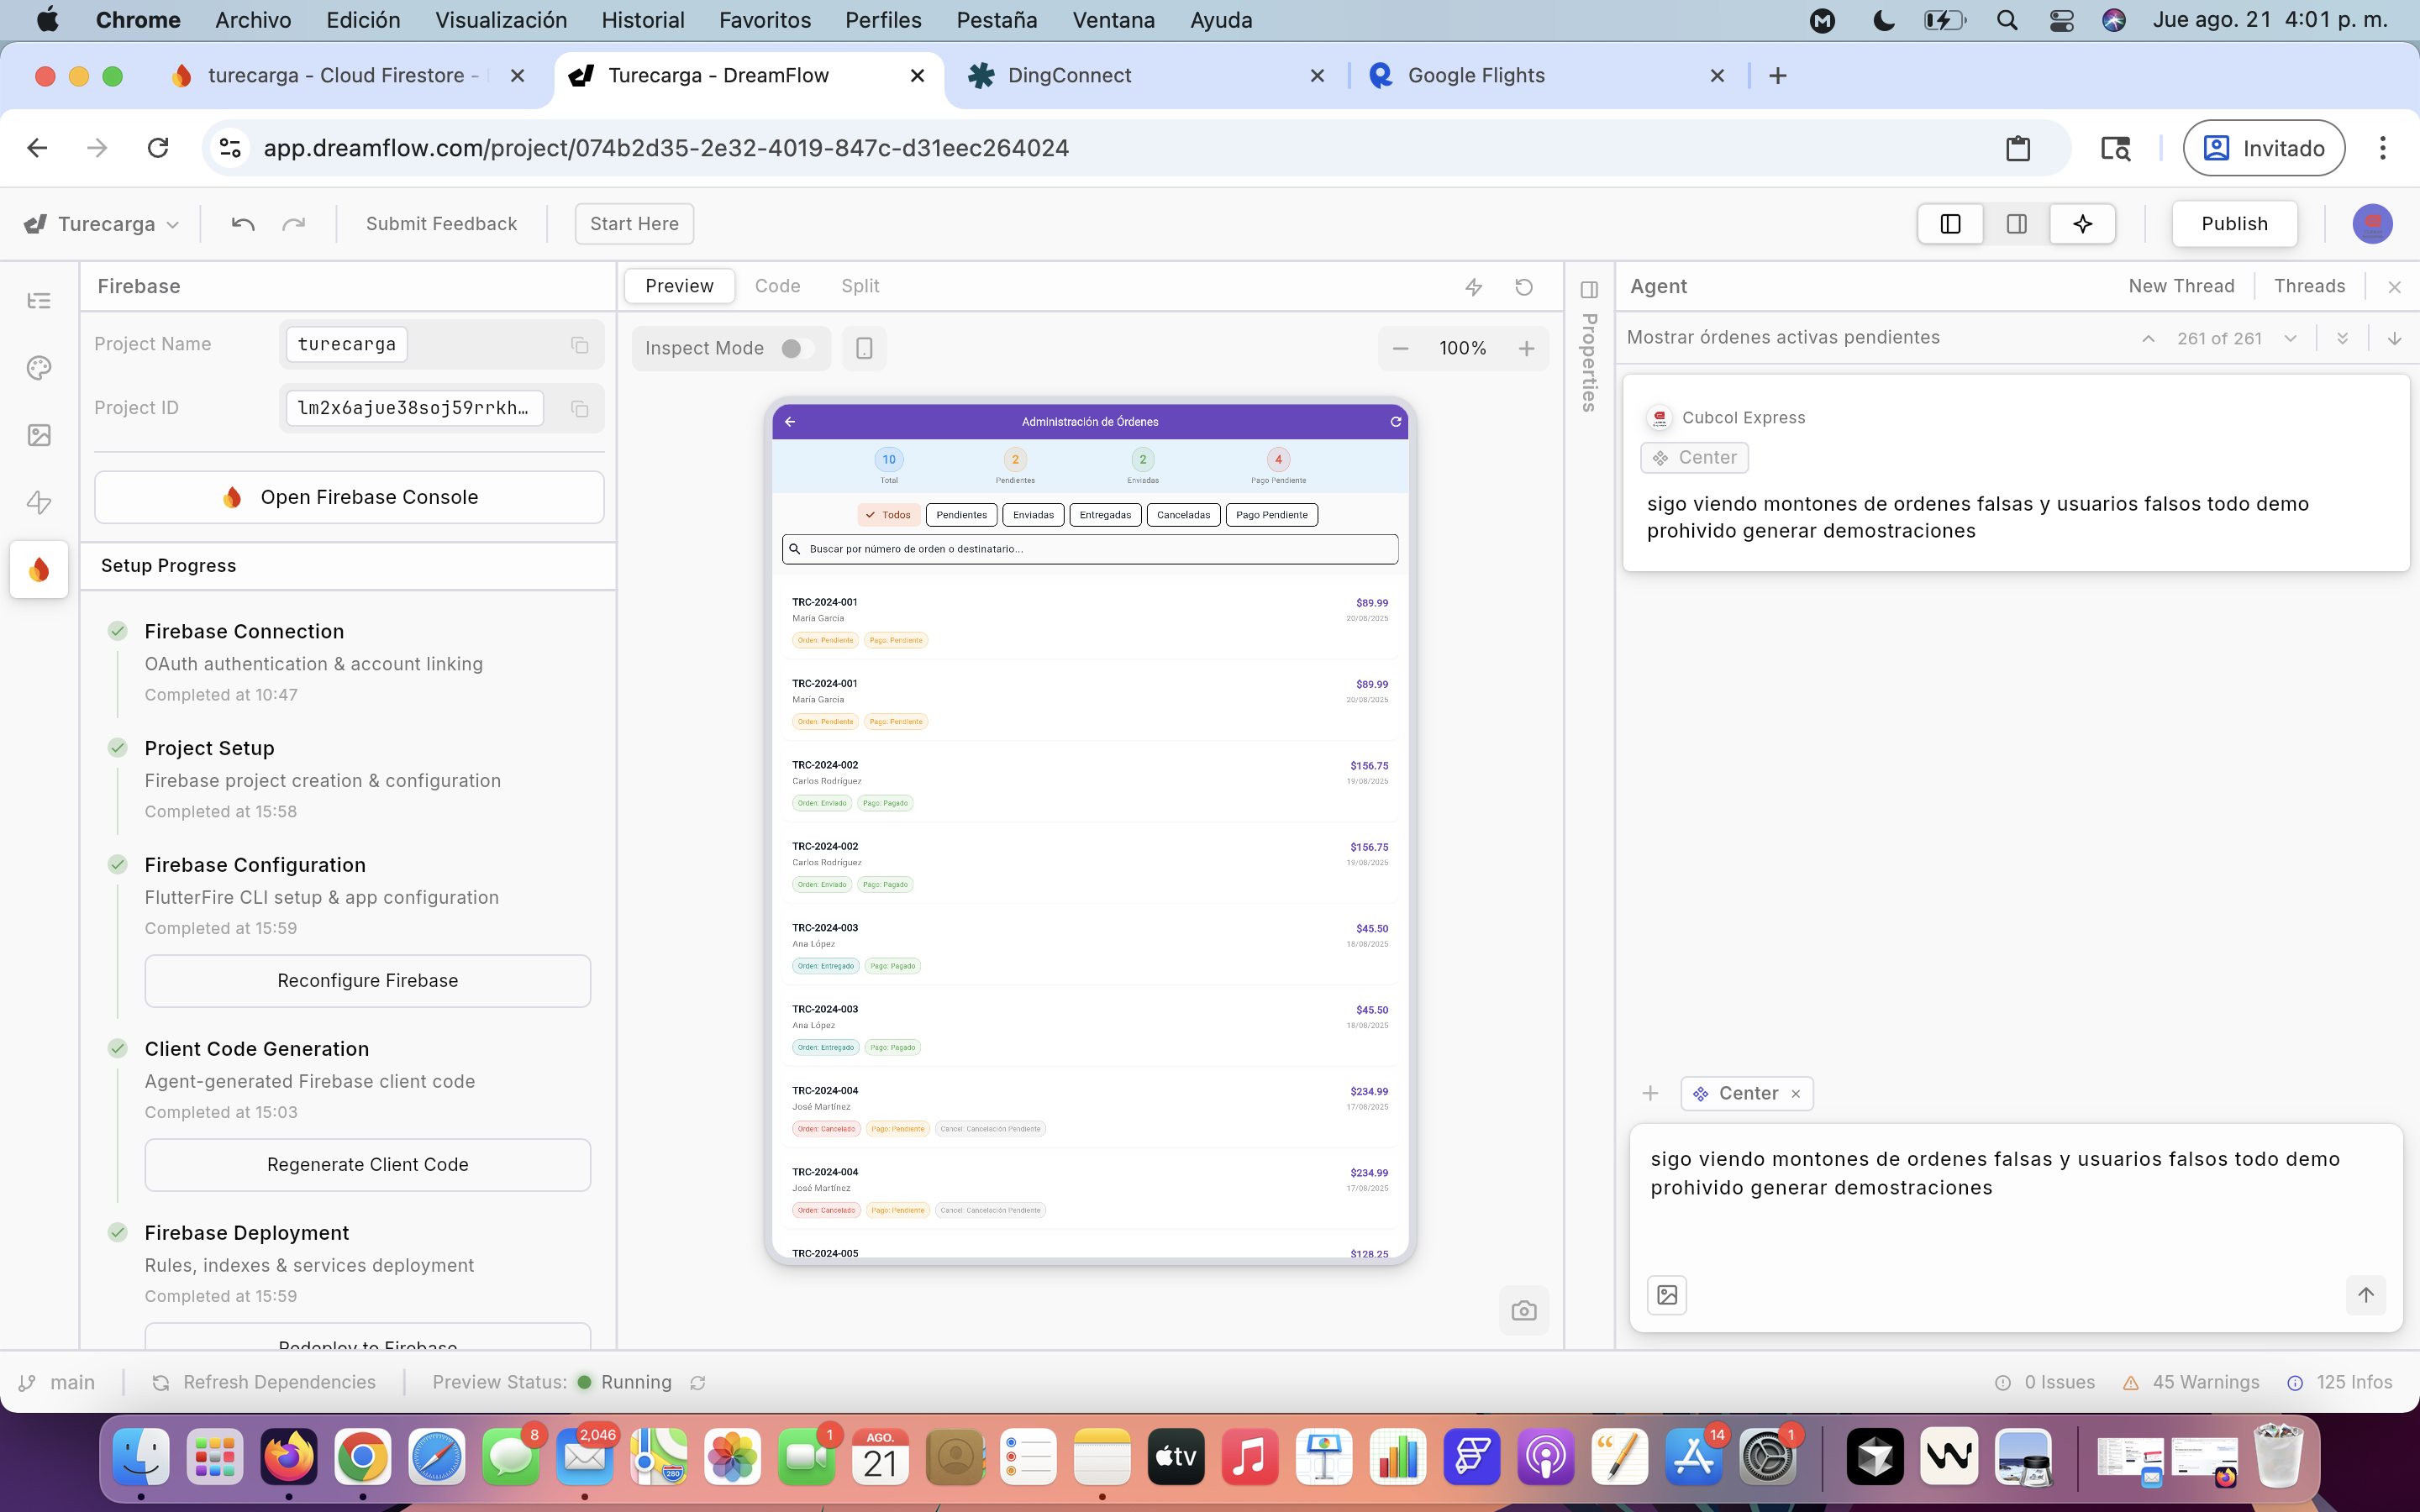 Chrome Archivo Edición Visualización Historial Favoritos Perfiles Pestaña Ventana Ayuda Jue ago. 21 4:01 p. m.
turecarga - Cloud Firestore - Turecarga - DreamFlow DingConnect Google Flights
app.dreamflow.com/project/074b2d35-2e32-4019-847c-d31eec264024 Invitado
Turecarga Submit Feedback Start Here Publish
Firebase
Project Name turecarga
Project ID lm2x6ajue38soj59rrkh...
Open Firebase Console
Setup Progress
Firebase Connection
OAuth authentication & account linking
Completed at 10:47
Project Setup
Firebase project creation & configuration
Completed at 15:58
Firebase Configuration
FlutterFire CLI setup & app configuration
Completed at 15:59
Reconfigure Firebase
Client Code Generation
Agent-generated Firebase client code
Completed at 15:03
Regenerate Client Code
Firebase Deployment
Rules, indexes & services deployment
Completed at 15:59
Redeploy to Firebase
Preview Code Split
Inspect Mode 100%
Administración de Órdenes
10 2 2 4
Total Pendientes Enviadas Pago Pendiente
Todos Pendientes Enviadas Entregadas Canceladas Pago Pendiente
Buscar por número de orden o destinatario...
TRC-2024-001 $89.99
María García 20/08/2025
Orden: Pendiente Pago: Pendiente
TRC-2024-001 $89.99
María García 20/08/2025
Orden: Pendiente Pago: Pendiente
TRC-2024-002 $156.75
Carlos Rodríguez 19/08/2025
Orden: Enviado Pago: Pagado
TRC-2024-002 $156.75
Carlos Rodríguez 19/08/2025
Orden: Enviado Pago: Pagado
TRC-2024-003 $45.50
Ana López 18/08/2025
Orden: Entregado Pago: Pagado
TRC-2024-003 $45.50
Ana López 18/08/2025
Orden: Entregado Pago: Pagado
TRC-2024-004 $234.99
José Martínez 17/08/2025
Orden: Cancelado Pago: Pendiente Cancel: Cancelación Pendiente
TRC-2024-004 $234.99
José Martínez 17/08/2025
Orden: Cancelado Pago: Pendiente Cancel: Cancelación Pendiente
TRC-2024-005 $128.25
Properties
Agent New Thread Threads
Mostrar órdenes activas pendientes 261 of 261
Cubcol Express
Center
sigo viendo montones de ordenes falsas y usuarios falsos todo demo
prohivido generar demostraciones
Center
sigo viendo montones de ordenes falsas y usuarios falsos todo demo
prohivido generar demostraciones
main Refresh Dependencies Preview Status: Running 0 Issues 45 Warnings 125 Infos
8 2,046 280 1 AGO. 21 tv 14 1